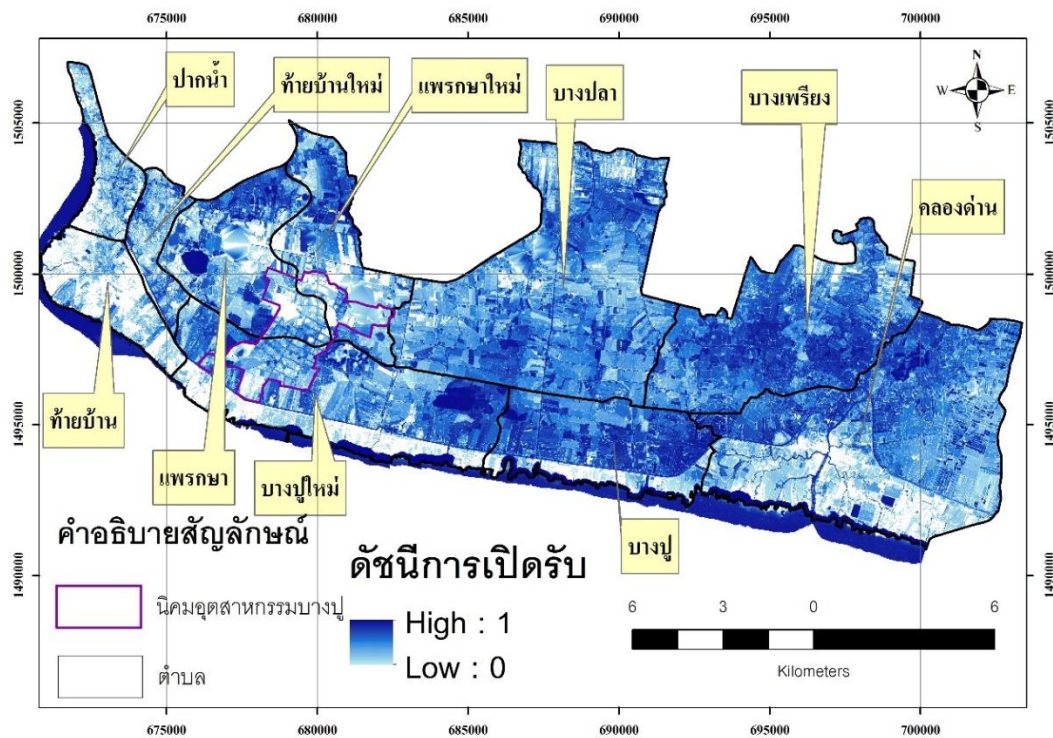 675000 680000 685000 690000 695000 700000
ปากน้ำ
ท้ายบ้านใหม่
แพรกษาใหม่
บางปลา
บางเพรียง
N
W E
S
1505000 1505000
คลองด่าน
1500000 1500000
ท้ายบ้าน
1495000 1495000
แพรกษา
บางปูใหม่
บางปู
คำอธิบายสัญลักษณ์
นิคมอุตสาหกรรมบางปู
ตำบล
ดัชนีการเปิดรับ
High : 1
Low : 0
1490000 1490000
6 3 0 6
Kilometers
675000 680000 685000 690000 695000 700000